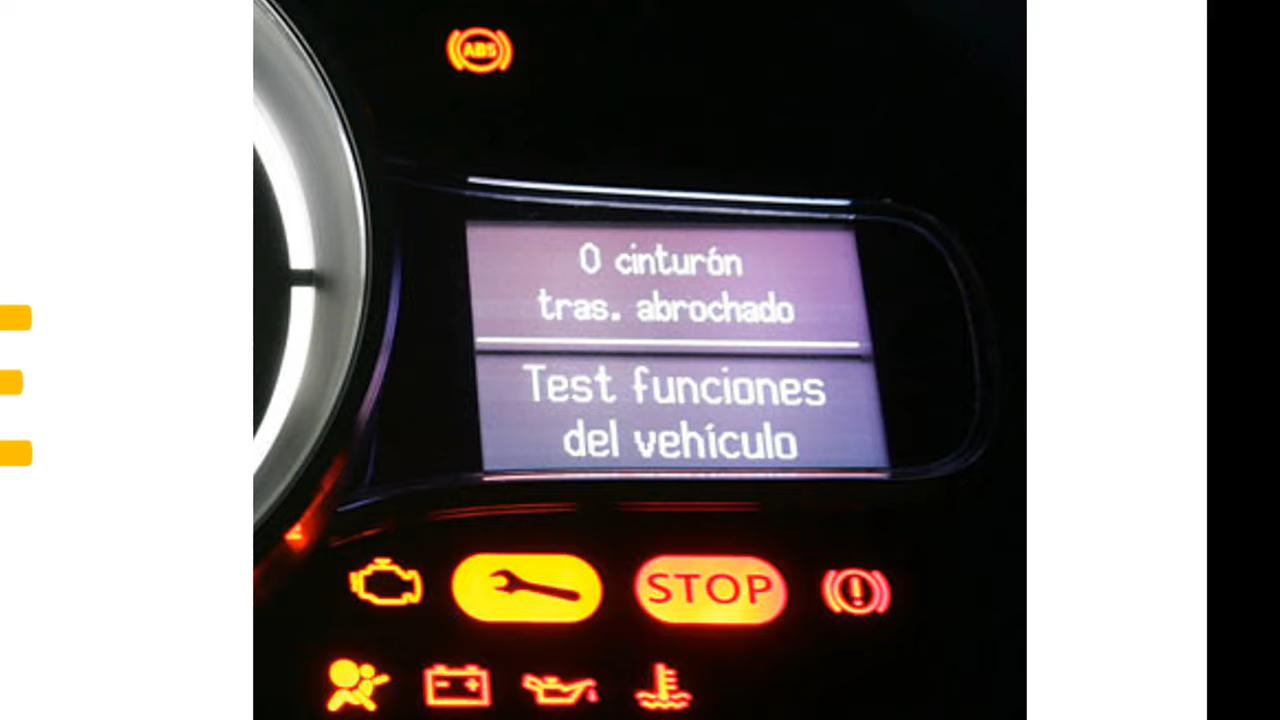 ABS
0 cinturón
tras. abrochado
Test funciones
del vehículo
STOP